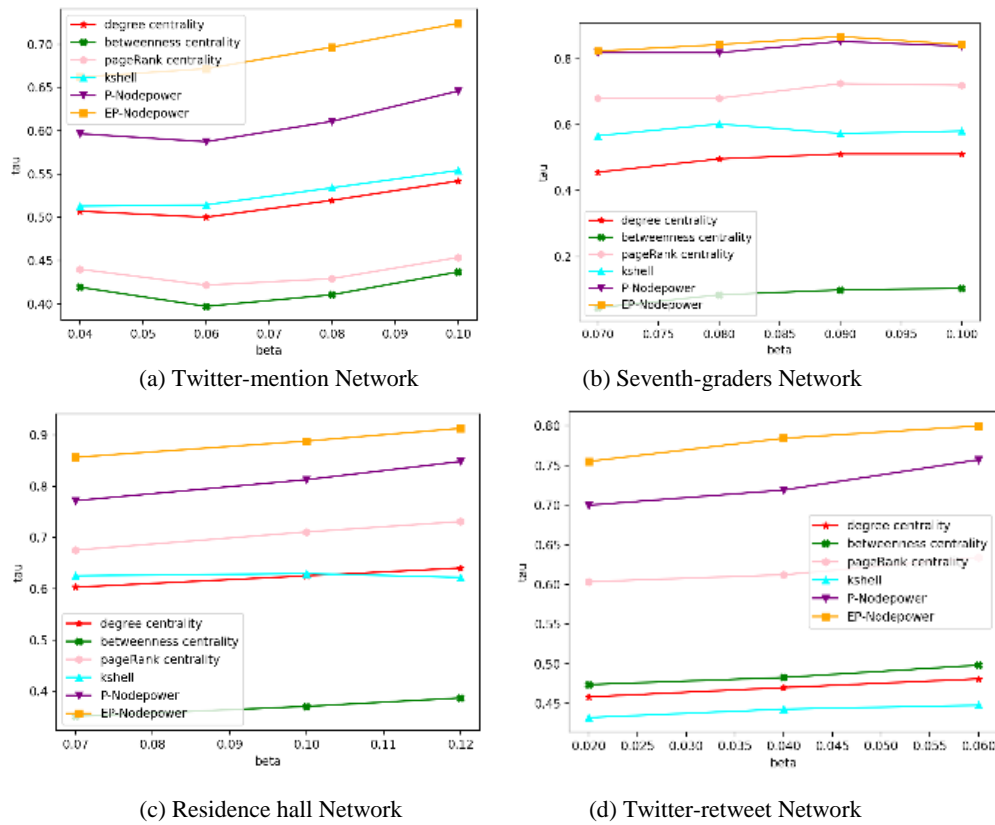 degree centrality
betweenness centrality
pageRank centrality
kshell
P-Nodepower
EP-Nodepower
0.70
0.65
0.60
0.55
0.50
0.45
0.40
tau
0.04 0.05 0.06 0.07 0.08 0.09 0.10
beta
(a) Twitter-mention Network
0.8
0.6
0.4
0.2
tau
degree centrality
betweenness centrality
pageRank centrality
kshell
P-Nodepower
EP-Nodepower
0.070 0.075 0.080 0.085 0.090 0.095 0.100
beta
(b) Seventh-graders Network
0.9
0.8
0.7
0.6
0.4
tau
degree centrality
betweenness centrality
pageRank centrality
kshell
P-Nodepower
EP-Nodepower
0.07 0.08 0.09 0.10 0.11 0.12
beta
(c) Residence hall Network
0.80
0.75
0.70
0.65
0.60
0.55
0.50
0.45
tau
degree centrality
betweenness centrality
pageRank centrality
kshell
P-Nodepower
EP-Nodepower
0.020 0.025 0.030 0.035 0.040 0.045 0.050 0.055 0.060
beta
(d) Twitter-retweet Network